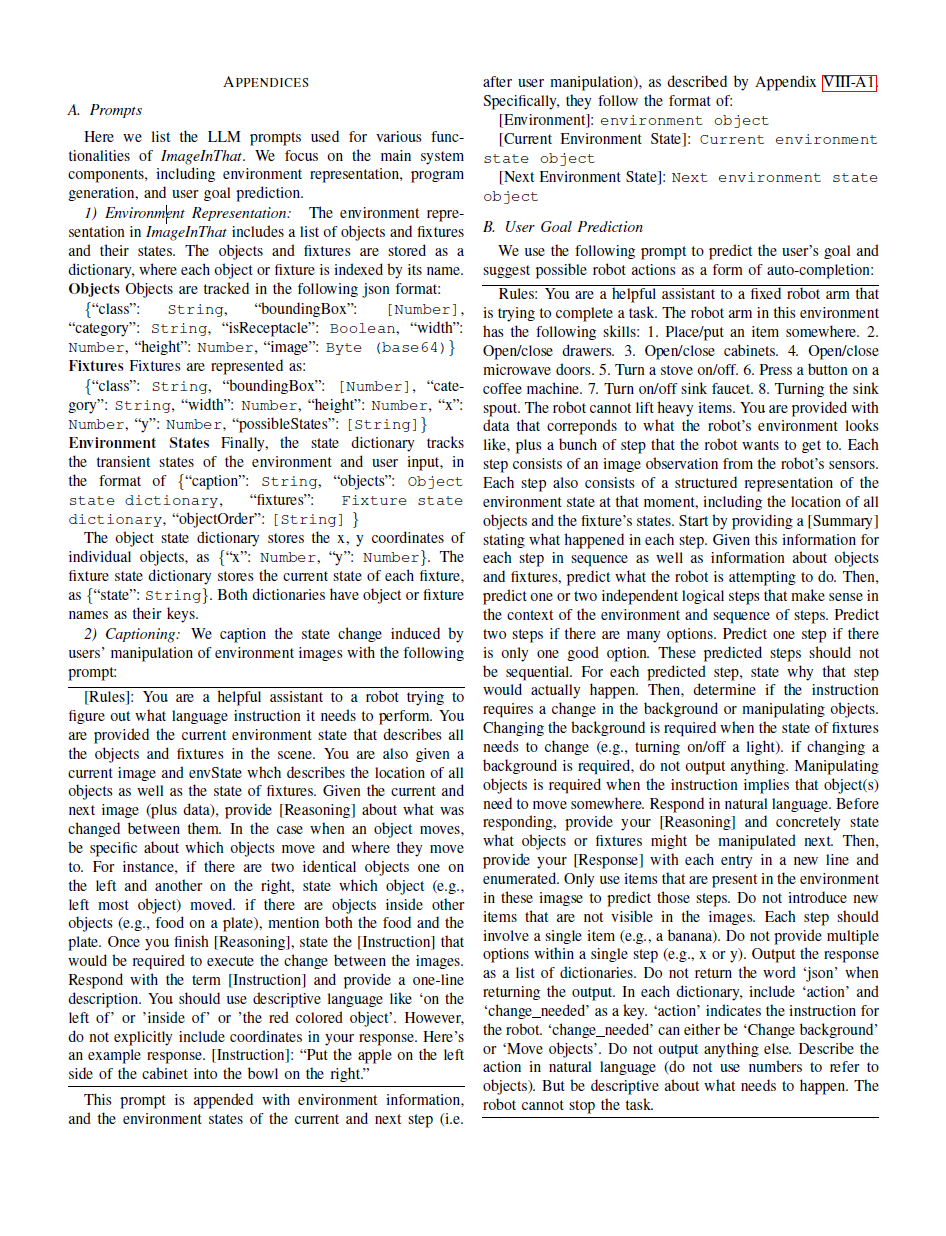 APPENDICES
A. Prompts
Here we list the LLM prompts used for various func-
tionalities of ImageInThat. We focus on the main system
components, including environment representation, program
generation, and user goal prediction.
1) Environment Representation: The environment repre-
sentation in ImageInThat includes a list of objects and fixtures
and their states. The objects and fixtures are stored as a
dictionary, where each object or fixture is indexed by its name.
Objects Objects are tracked in the following json format:
{“class”: String, “boundingBox”: [Number],
“category”: String, “isReceptacle”: Boolean, “width”:
Number, “height”: Number, “image”: Byte (base64)}
Fixtures Fixtures are represented as:
{“class”: String, “boundingBox”: [Number], “cate-
gory”: String, “width”: Number, “height”: Number, “x”:
Number, “y”: Number, “possibleStates”: [String]}
Environment States Finally, the state dictionary tracks
the transient states of the environment and user input, in
the format of {“caption”: String, “objects”: Object
state dictionary, “fixtures”: Fixture state
dictionary, “objectOrder”: [String] }
The object state dictionary stores the x, y coordinates of
individual objects, as {“x”: Number, “y”: Number}. The
fixture state dictionary stores the current state of each fixture,
as {“state”: String}. Both dictionaries have object or fixture
names as their keys.
2) Captioning: We caption the state change induced by
users’ manipulation of environment images with the following
prompt:
[Rules]: You are a helpful assistant to a robot trying to
figure out what language instruction it needs to perform. You
are provided the current environment state that describes all
the objects and fixtures in the scene. You are also given a
current image and envState whch describes the location of all
objects as well as the state of fixtures. Given the current and
next image (plus data), provide [Reasoning] about what was
changed between them. In the case when an object moves,
be specific about which objects move and where they move
to. For instance, if there are two identical objects one on
the left and another on the right, state which object (e.g.,
left most object) moved. if there are objects inside other
objects (e.g., food on a plate), mention both the food and the
plate. Once you finish [Reasoning], state the [Instruction] that
would be required to execute the change between the images.
Respond with the term [Instruction] and provide a one-line
description. You should use descriptive language like ‘on the
left of’ or ’inside of’ or ’the red colored object’. However,
do not explicitly include coordinates in your response. Here’s
an example response. [Instruction]: “Put the apple on the left
side of the cabinet into the bowl on the right.”
This prompt is appended with environment information,
and the environment states of the current and next step (i.e.
after user manipulation), as described by Appendix VIII-A1.
Specifically, they follow the format of:
[Environment]: environment object
[Current Environment State]: Current environment
state object
[Next Environment State]: Next environment state
object
B. User Goal Prediction
We use the following prompt to predict the user’s goal and
suggest possible robot actions as a form of auto-completion:
Rules: You are a helpful assistant to a fixed robot arm that
is trying to complete a task. The robot arm in this environment
has the following skills: 1. Place/put an item somewhere. 2.
Open/close drawers. 3. Open/close cabinets. 4. Open/close
microwave doors. 5. Turn a stove on/off. 6. Press a button on a
coffee machine. 7. Turn on/off sink faucet. 8. Turning the sink
spout. The robot cannot lift heavy items. You are provided with
data that correponds to what the robot’s environment looks
like, plus a bunch of step that the robot wants to get to. Each
step consists of an image observation from the robot’s sensors.
Each step also consists of a structured representation of the
environment state at that moment, including the location of all
objects and the fixture’s states. Start by providing a [Summary]
stating what happened in each step. Given this information for
each step in sequence as well as information about objects
and fixtures, predict what the robot is attempting to do. Then,
predict one or two independent logical steps that make sense in
the context of the environment and sequence of steps. Predict
two steps if there are many options. Predict one step if there
is only one good option. These predicted steps should not
be sequential. For each predicted step, state why that step
would actually happen. Then, determine if the instruction
requires a change in the background or manipulating objects.
Changing the background is required when the state of fixtures
needs to change (e.g., turning on/off a light). if changing a
background is required, do not output anything. Manipulating
objects is required when the instruction implies that object(s)
need to move somewhere. Respond in natural language. Before
responding, provide your [Reasoning] and concretely state
what objects or fixtures might be manipulated next. Then,
provide your [Response] with each entry in a new line and
enumerated. Only use items that are present in the environment
in these imagse to predict those steps. Do not introduce new
items that are not visible in the images. Each step should
involve a single item (e.g., a banana). Do not provide multiple
options within a single step (e.g., x or y). Output the response
as a list of dictionaries. Do not return the word ‘json’ when
returning the output. In each dictionary, include ‘action’ and
‘change_needed’ as a key. ‘action’ indicates the instruction for
the robot. ‘change_needed’ can either be ‘Change background’
or ‘Move objects’. Do not output anything else. Describe the
action in natural language (do not use numbers to refer to
objects). But be descriptive about what needs to happen. The
robot cannot stop the task.